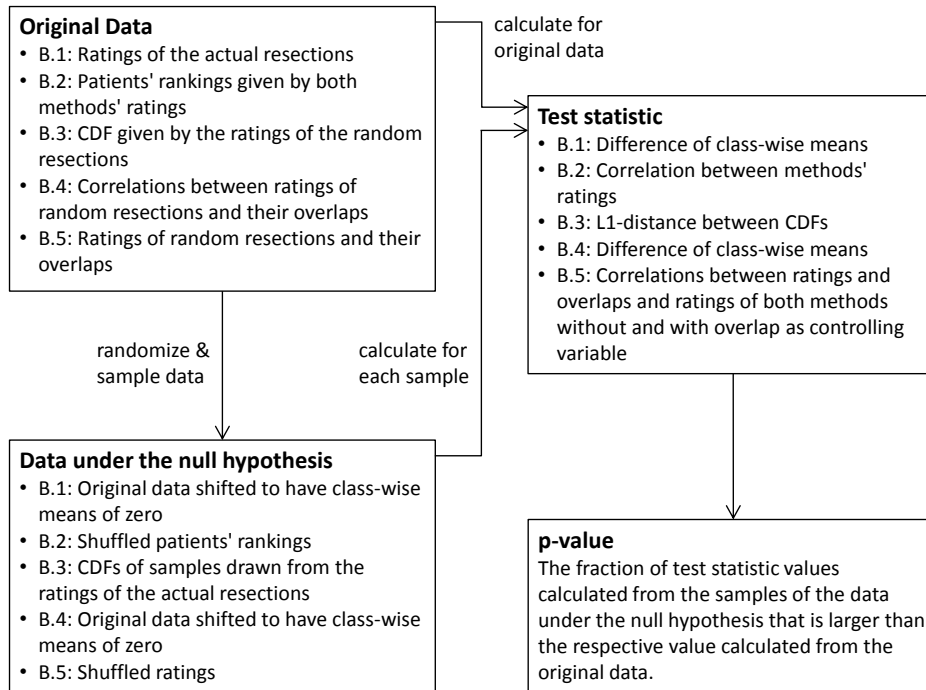 Original Data
• B.1: Ratings of the actual resections
• B.2: Patients' rankings given by both
methods' ratings
• B.3: CDF given by the ratings of the random
resections
• B.4: Correlations between ratings of
random resections and their overlaps
• B.5: Ratings of random resections and their
overlaps
calculate for
original data
Test statistic
• B.1: Difference of class-wise means
• B.2: Correlation between methods'
ratings
• B.3: L1-distance between CDFs
• B.4: Difference of class-wise means
• B.5: Correlations between ratings and
overlaps and ratings of both methods
without and with overlap as controlling
variable
randomize &
sample data
calculate for
each sample
Data under the null hypothesis
• B.1: Original data shifted to have class-wise
means of zero
• B.2: Shuffled patients' rankings
• B.3: CDFs of samples drawn from the
ratings of the actual resections
• B.4: Original data shifted to have class-wise
means of zero
• B.5: Shuffled ratings
p-value
The fraction of test statistic values
calculated from the samples of the data
under the null hypothesis that is larger than
the respective value calculated from the
original data.